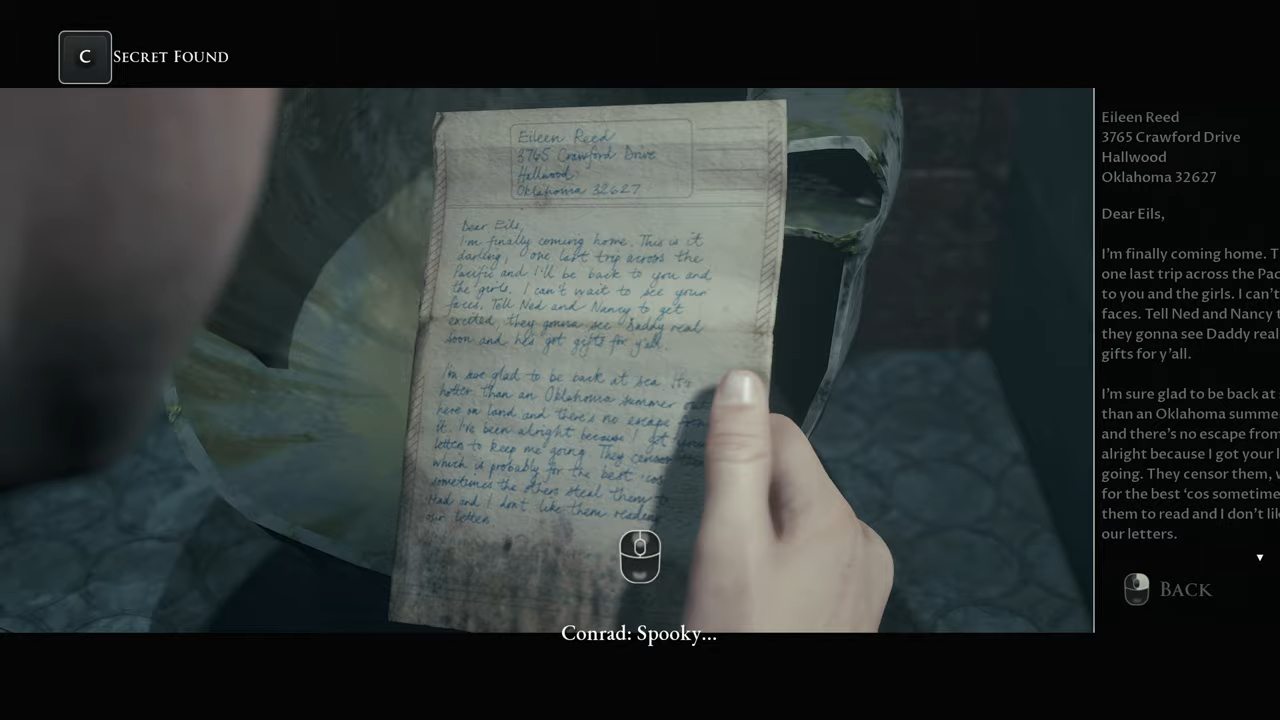 C
SECRET FOUND
Eileen Reed
3765 Crawford Drive
Hallwood
Oklahoma 32627
Dear Eils,
I'm finally coming home. This is it
darling, one last trip across the
Pacific and I'll be back to you and
the girls. I can't wait to see your
faces. Tell Ned and Nancy to get
excited, they gonna see Daddy real
soon and he's got gifts for y'all.
I'm sure glad to be back at sea. It's
hotter than an Oklahoma summer out
here on land and there's no escape from
it. I've been alright because I got your
letters to keep me going. They censor
which is probably for the best 'cos
sometimes the others steal them to
read and I don't like them reading
our letters
Eileen Reed
3765 Crawford Drive
Hallwood
Oklahoma 32627
Dear Eils,
I'm finally coming home. T
one last trip across the Pac
to you and the girls. I can't
faces. Tell Ned and Nancy t
they gonna see Daddy real
gifts for y'all.
I'm sure glad to be back at
than an Oklahoma summe
and there's no escape from
alright because I got your l
going. They censor them, w
for the best 'cos sometime
them to read and I don't lik
our letters.
BACK
Conrad: Spooky...